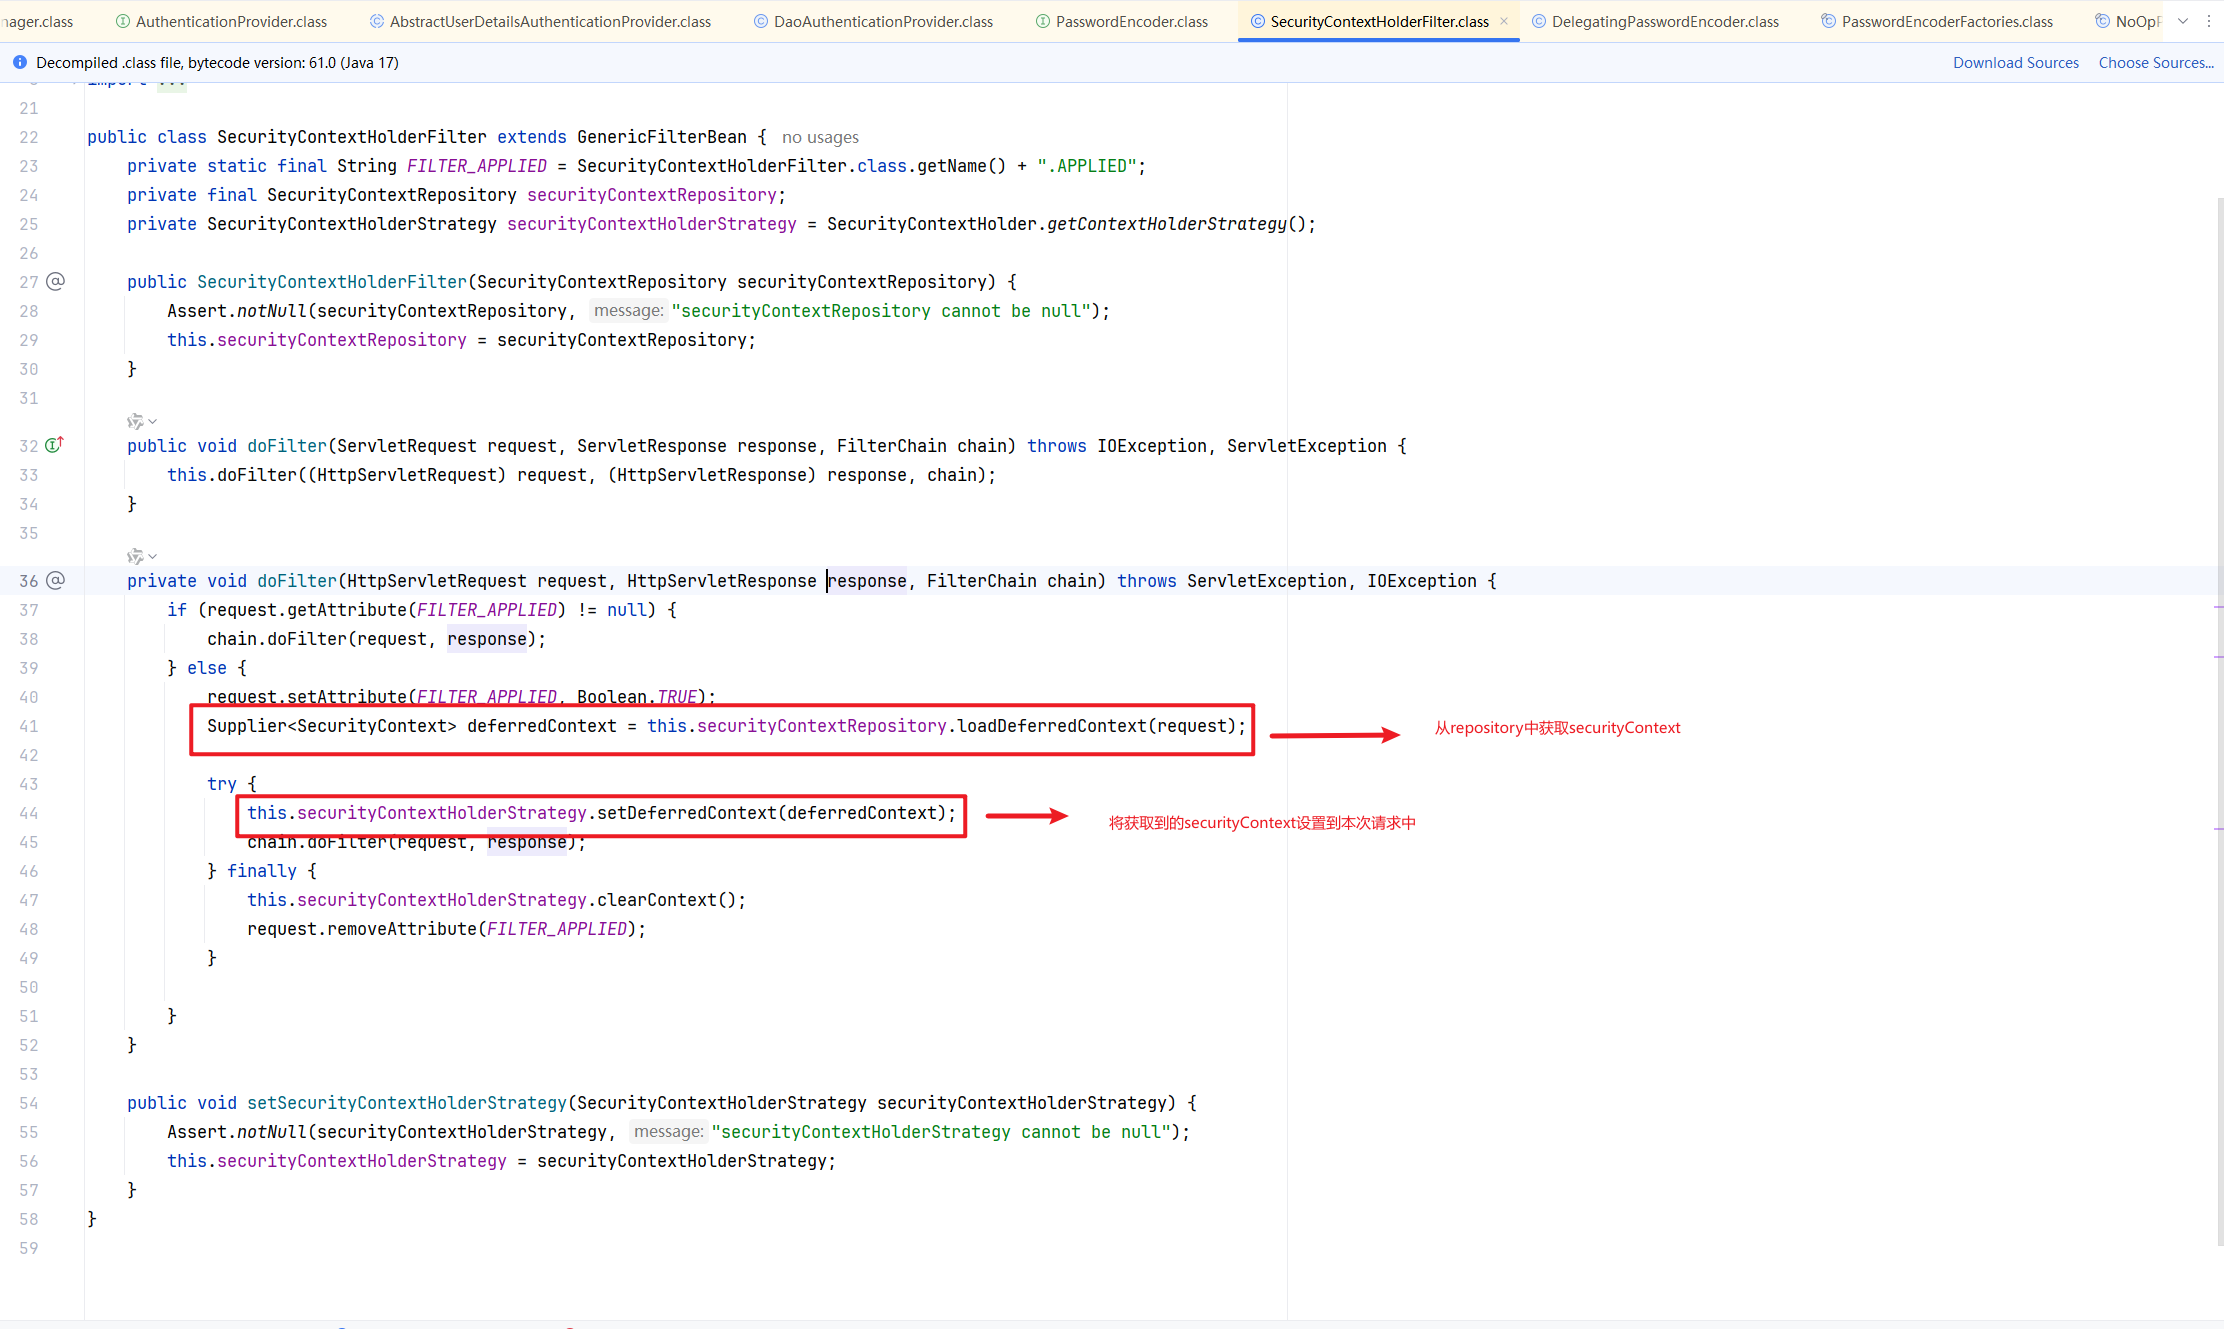 nager.class AuthenticationProvider.class AbstractUserDetailsAuthenticationProvider.class DaoAuthenticationProvider.class PasswordEncoder.class SecurityContextHolderFilter.class DelegatingPasswordEncoder.class PasswordEncoderFactories.class NoOpP
Decompiled .class file, bytecode version: 61.0 (Java 17) Download Sources Choose Sources...
import ...
21
22 public class SecurityContextHolderFilter extends GenericFilterBean { no usages
23 private static final String FILTER_APPLIED = SecurityContextHolderFilter.class.getName() + ".APPLIED";
24 private final SecurityContextRepository securityContextRepository;
25 private SecurityContextHolderStrategy securityContextHolderStrategy = SecurityContextHolder.getContextHolderStrategy();
26
27 public SecurityContextHolderFilter(SecurityContextRepository securityContextRepository) {
28 Assert.notNull(securityContextRepository, message: "securityContextRepository cannot be null");
29 this.securityContextRepository = securityContextRepository;
30 }
31
32 public void doFilter(ServletRequest request, ServletResponse response, FilterChain chain) throws IOException, ServletException {
33 this.doFilter((HttpServletRequest) request, (HttpServletResponse) response, chain);
34 }
35
36 private void doFilter(HttpServletRequest request, HttpServletResponse response, FilterChain chain) throws ServletException, IOException {
37 if (request.getAttribute(FILTER_APPLIED) != null) {
38 chain.doFilter(request, response);
39 } else {
40 request.setAttribute(FILTER_APPLIED, Boolean.TRUE);
41 Supplier<SecurityContext> deferredContext = this.securityContextRepository.loadDeferredContext(request); 从repository中获取securityContext
42
43 try {
44 this.securityContextHolderStrategy.setDeferredContext(deferredContext); 将获取到的securityContext设置到本次请求中
45 chain.doFilter(request, response);
46 } finally {
47 this.securityContextHolderStrategy.clearContext();
48 request.removeAttribute(FILTER_APPLIED);
49 }
50
51 }
52 }
53
54 public void setSecurityContextHolderStrategy(SecurityContextHolderStrategy securityContextHolderStrategy) {
55 Assert.notNull(securityContextHolderStrategy, message: "securityContextHolderStrategy cannot be null");
56 this.securityContextHolderStrategy = securityContextHolderStrategy;
57 }
58 }
59